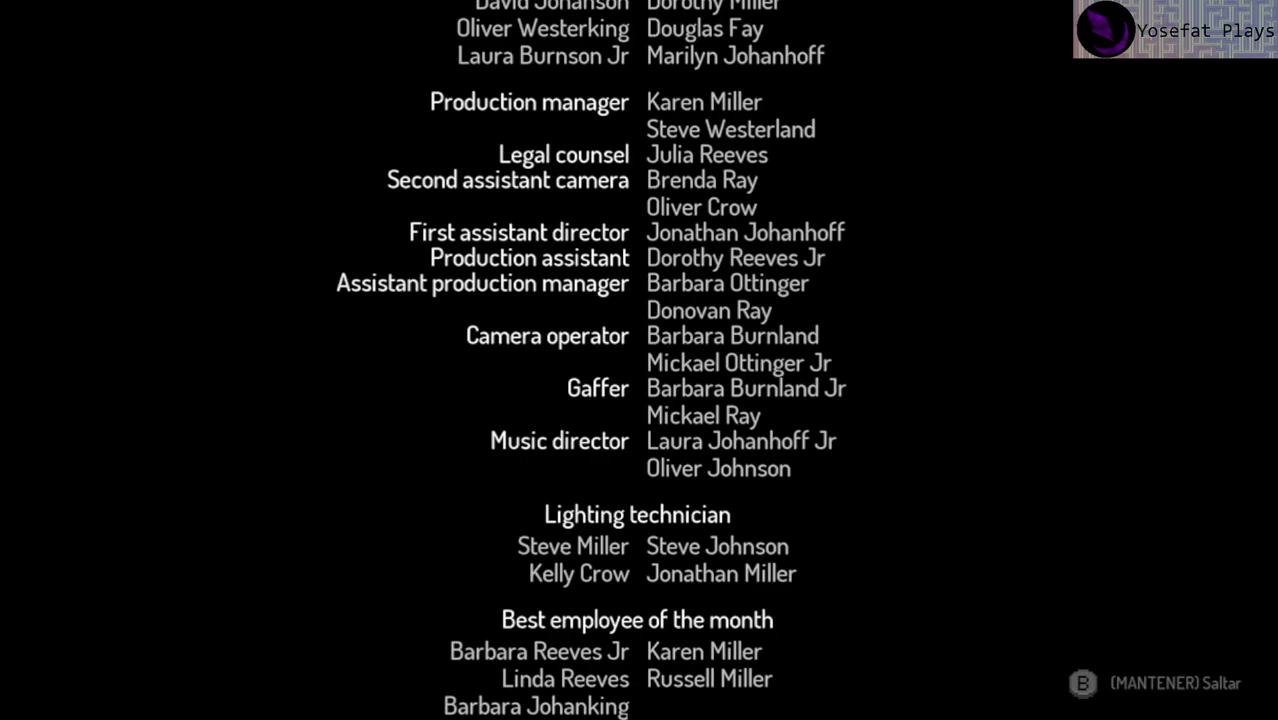 David Johanson Dorothy Miller
Oliver Westerking Douglas Fay
Laura Burnson Jr Marilyn Johanhoff
Yosefat Plays
Production manager Karen Miller
Steve Westerland
Legal counsel Julia Reeves
Second assistant camera Brenda Ray
Oliver Crow
First assistant director Jonathan Johanhoff
Production assistant Dorothy Reeves Jr
Assistant production manager Barbara Ottinger
Donovan Ray
Camera operator Barbara Burnland
Mickael Ottinger Jr
Gaffer Barbara Burnland Jr
Mickael Ray
Music director Laura Johanhoff Jr
Oliver Johnson
Lighting technician
Steve Miller Steve Johnson
Kelly Crow Jonathan Miller
Best employee of the month
Barbara Reeves Jr Karen Miller
Linda Reeves Russell Miller
Barbara Johanking
B (MANTENER) Saltar